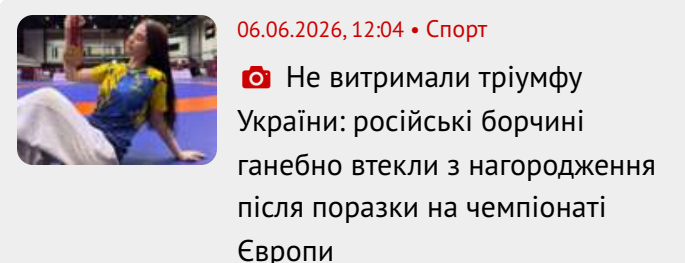 06.06.2026, 12:04 • Спорт
Не витримали тріумфу
України: російські борчині
ганебно втекли з нагородження
після поразки на чемпіонаті
Європи